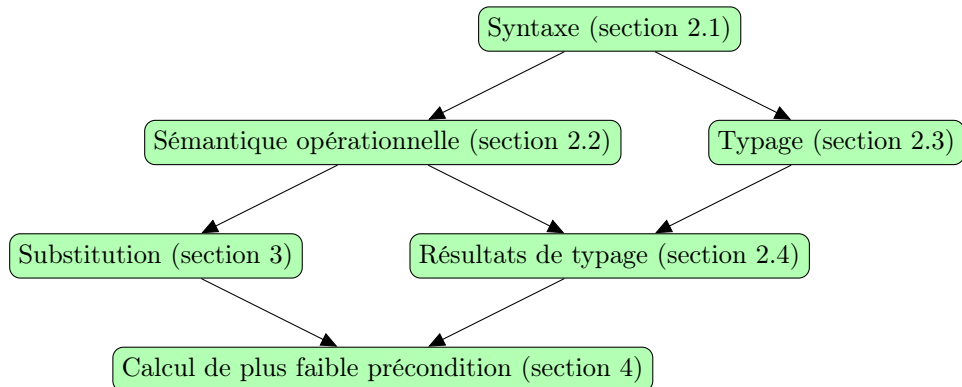 Syntaxe (section 2.1)
Sémantique opérationnelle (section 2.2)
Typage (section 2.3)
Substitution (section 3)
Résultats de typage (section 2.4)
Calcul de plus faible précondition (section 4)